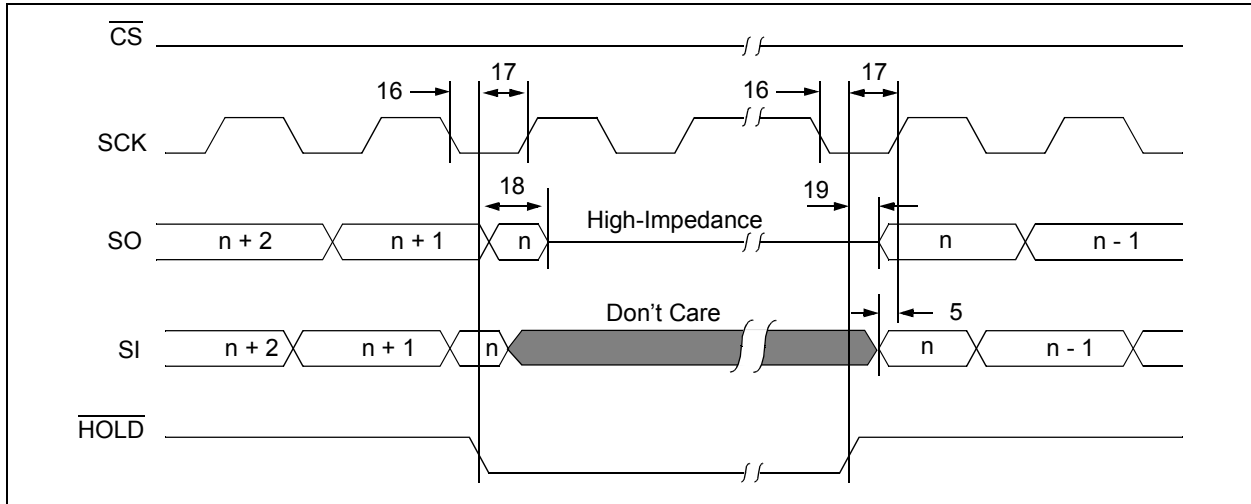 CS
16
17
16
17
SCK
18
High-Impedance
19
SO
n + 2
n + 1
n
n
n - 1
Don't Care
5
SI
n + 2
n + 1
n
n
n - 1
HOLD